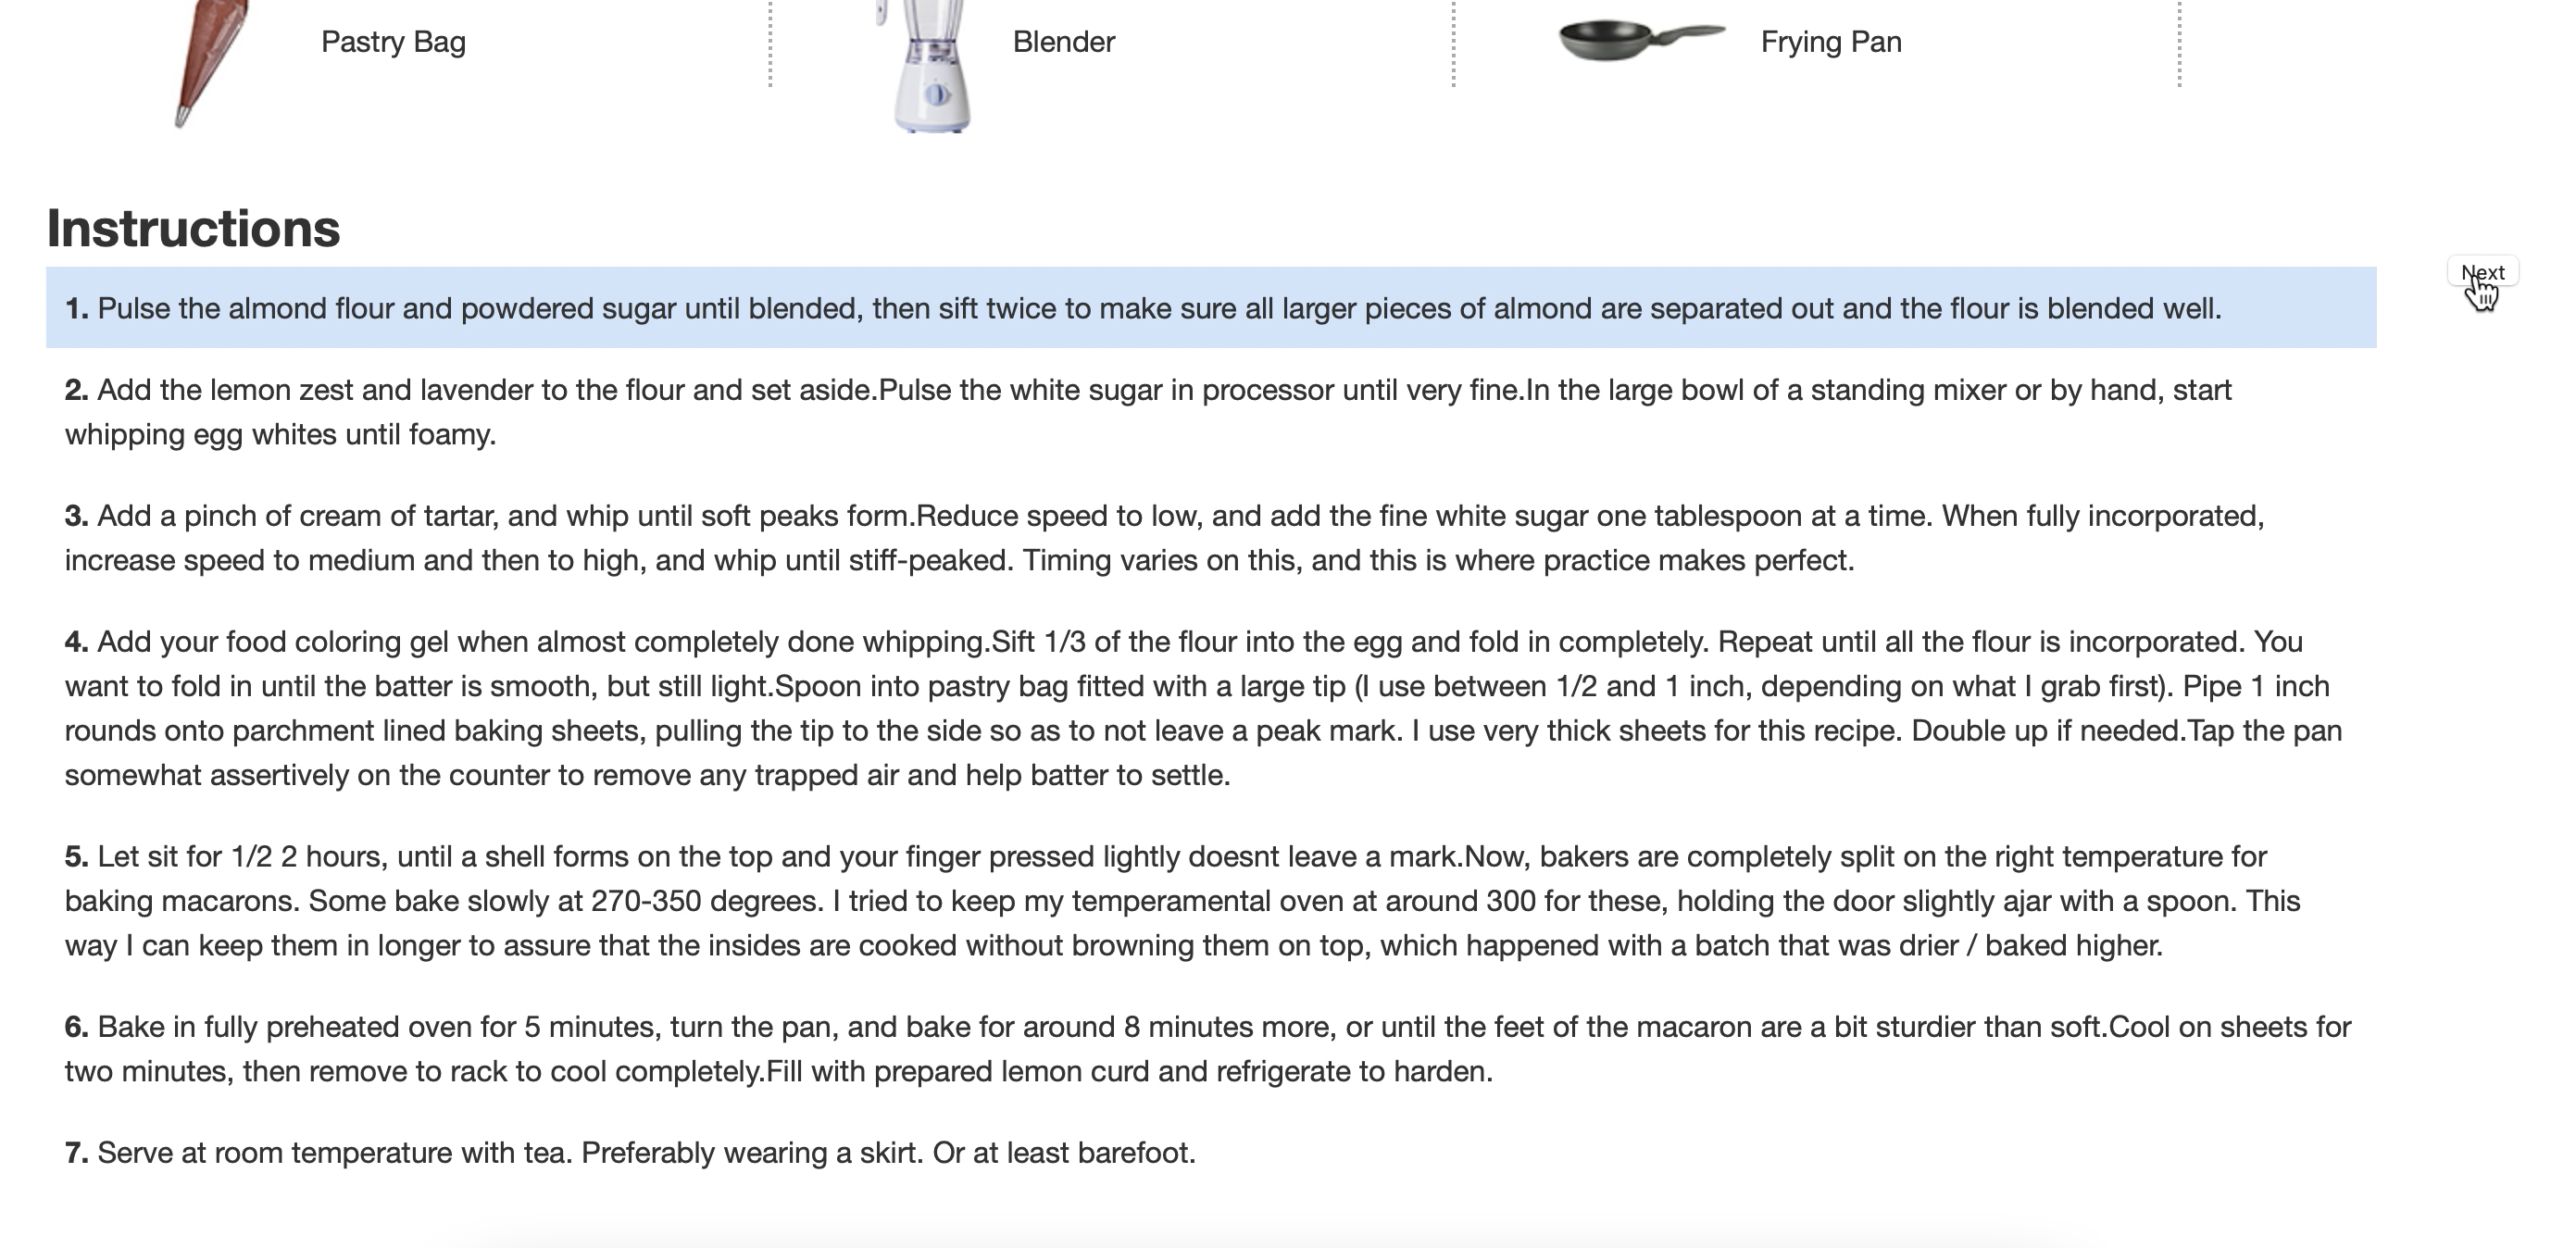 Pastry Bag
Blender
Frying Pan
Instructions
Next
1. Pulse the almond flour and powdered sugar until blended, then sift twice to make sure all larger pieces of almond are separated out and the flour is blended well.
2. Add the lemon zest and lavender to the flour and set aside.Pulse the white sugar in processor until very fine.In the large bowl of a standing mixer or by hand, start
whipping egg whites until foamy.
3. Add a pinch of cream of tartar, and whip until soft peaks form.Reduce speed to low, and add the fine white sugar one tablespoon at a time. When fully incorporated,
increase speed to medium and then to high, and whip until stiff-peaked. Timing varies on this, and this is where practice makes perfect.
4. Add your food coloring gel when almost completely done whipping.Sift 1/3 of the flour into the egg and fold in completely. Repeat until all the flour is incorporated. You
want to fold in until the batter is smooth, but still light.Spoon into pastry bag fitted with a large tip (I use between 1/2 and 1 inch, depending on what I grab first). Pipe 1 inch
rounds onto parchment lined baking sheets, pulling the tip to the side so as to not leave a peak mark. I use very thick sheets for this recipe. Double up if needed.Tap the pan
somewhat assertively on the counter to remove any trapped air and help batter to settle.
5. Let sit for 1/2 2 hours, until a shell forms on the top and your finger pressed lightly doesnt leave a mark.Now, bakers are completely split on the right temperature for
baking macarons. Some bake slowly at 270-350 degrees. I tried to keep my temperamental oven at around 300 for these, holding the door slightly ajar with a spoon. This
way I can keep them in longer to assure that the insides are cooked without browning them on top, which happened with a batch that was drier / baked higher.
6. Bake in fully preheated oven for 5 minutes, turn the pan, and bake for around 8 minutes more, or until the feet of the macaron are a bit sturdier than soft.Cool on sheets for
two minutes, then remove to rack to cool completely.Fill with prepared lemon curd and refrigerate to harden.
7. Serve at room temperature with tea. Preferably wearing a skirt. Or at least barefoot.